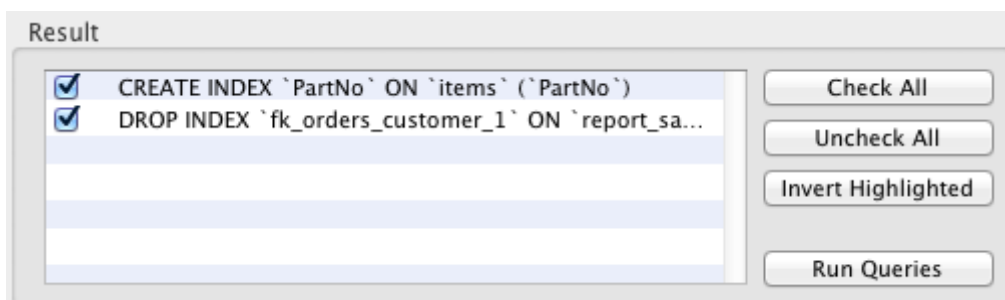 Result
CREATE INDEX `PartNo` ON `items` (`PartNo`)
DROP INDEX `fk_orders_customer_1` ON `report_sa...
Check All
Uncheck All
Invert Highlighted
Run Queries